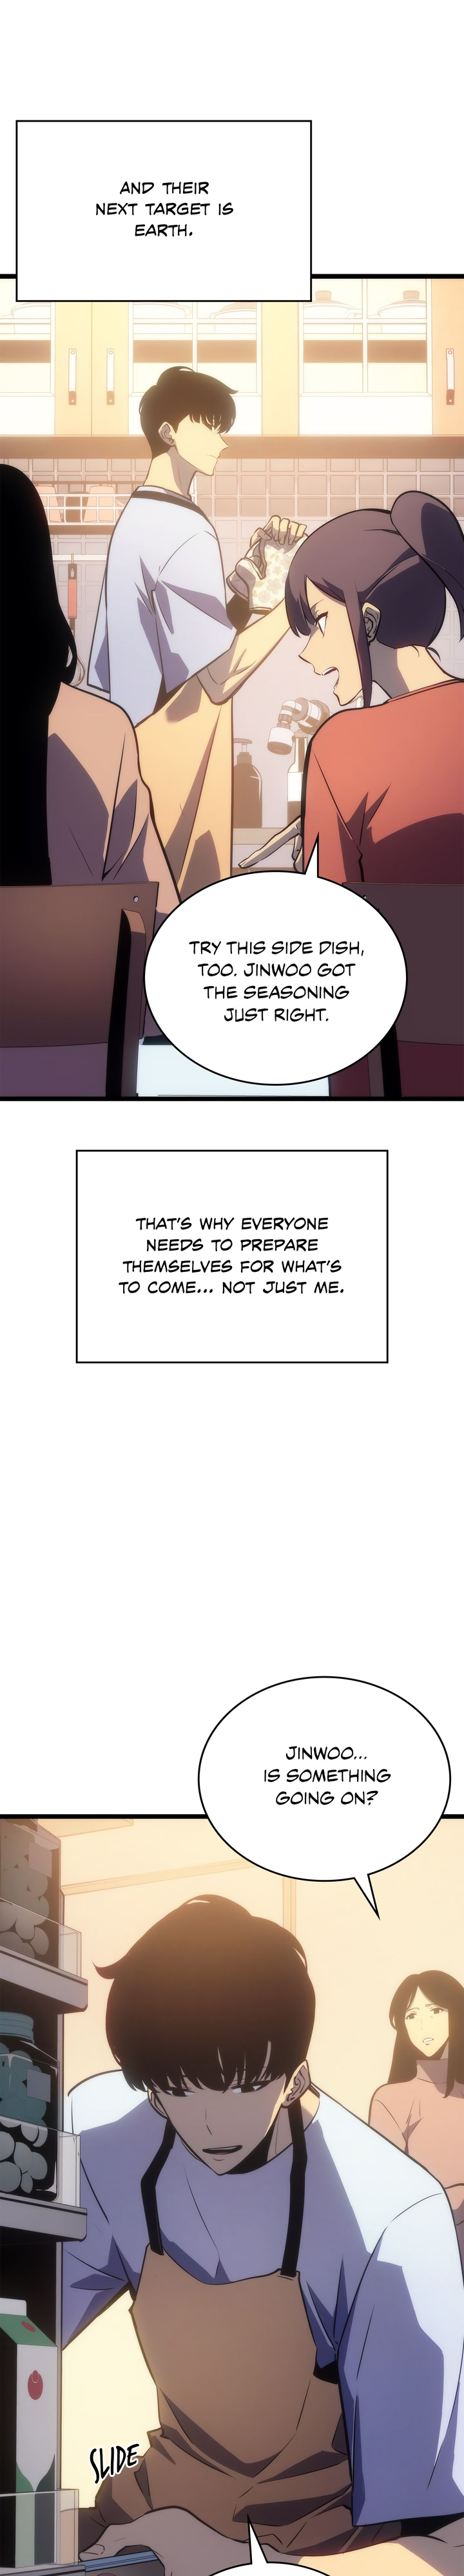 AND THEIR
NEXT TARGET IS
EARTH.
TRY THIS SIDE DISH,
TOO. JINWOO GOT
THE SEASONING
JUST RIGHT.
THAT'S WHY EVERYONE
NEEDS TO PREPARE
THEMSELVES FOR WHAT'S
TO COME... NOT JUST ME.
JINWOO...
IS SOMETHING
GOING ON?
SLIDE